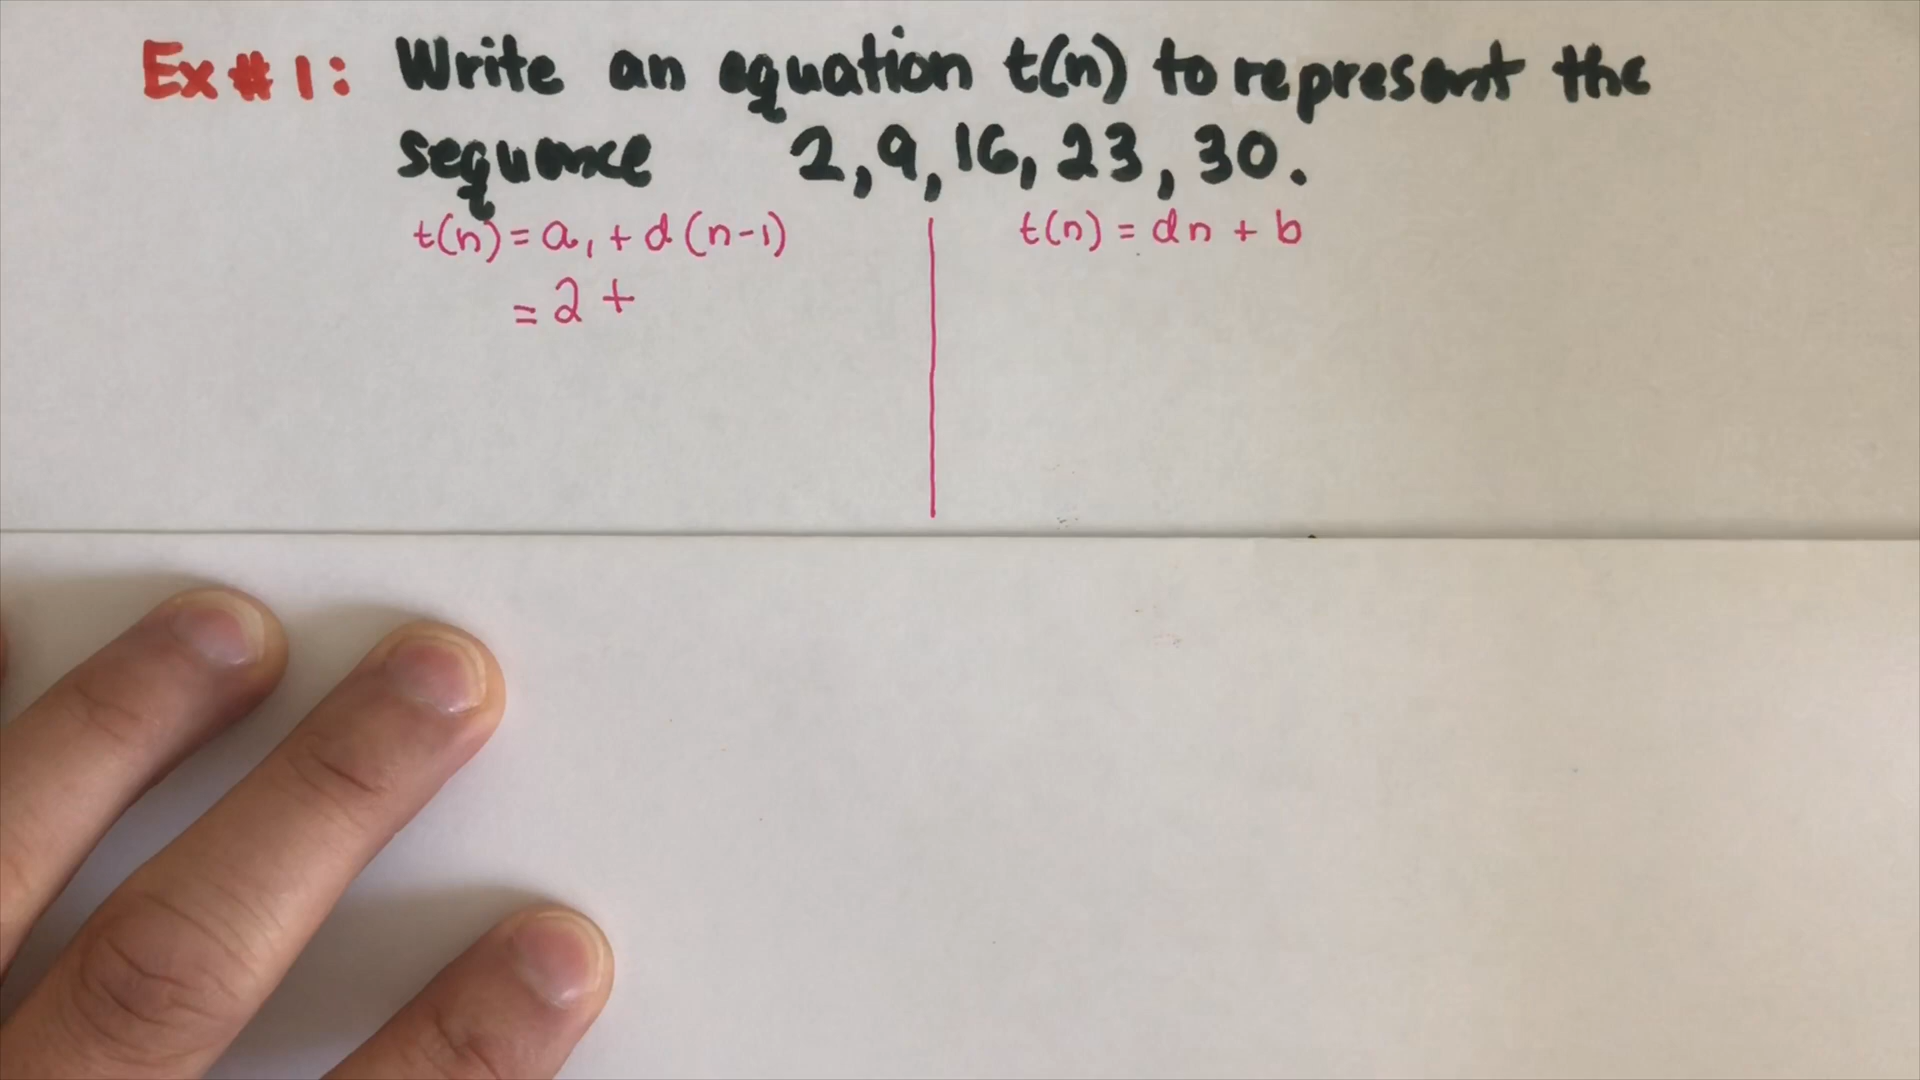 Ex#1: Write an equation t(n) to represent the
sequence 2, 9, 16, 23, 30.
t(n) = a₁ + d(n-1)
= 2 +
t(n) = dn + b